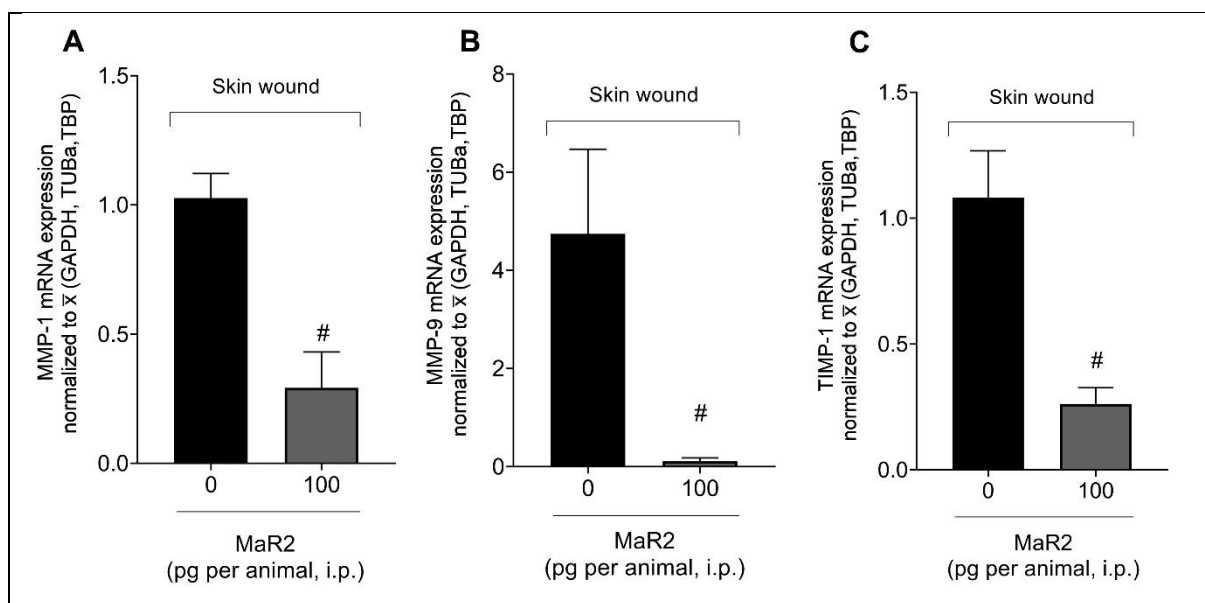 A
MMP-1 mRNA expression
normalized to x̅ (GAPDH, TUBa,TBP)
1.5
1.0
0.5
0.0
Skin wound
#
0 100
MaR2
(pg per animal, i.p.)
B
MMP-9 mRNA expression
normalized to x̅ (GAPDH, TUBa,TBP)
8
6
4
2
0
Skin wound
#
0 100
MaR2
(pg per animal, i.p.)
C
TIMP-1 mRNA expression
normalized to x̅ (GAPDH, TUBa,TBP)
1.5
1.0
0.5
0.0
Skin wound
#
0 100
MaR2
(pg per animal, i.p.)